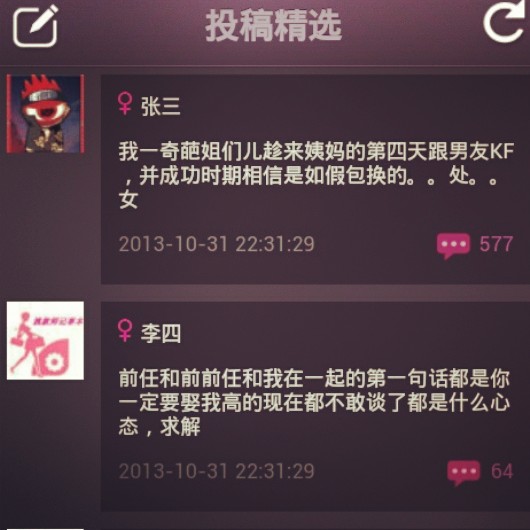 投稿精选
张三
我一奇葩姐们儿趁来姨妈的第四天跟男友KF
，并成功时期相信是如假包换的。。处。。
女
2013-10-31 22:31:29
577
李四
前任和前前任和我在一起的第一句话都是你
一定要娶我高的现在都不敢谈了都是什么心
态，求解
2013-10-31 22:31:29
64